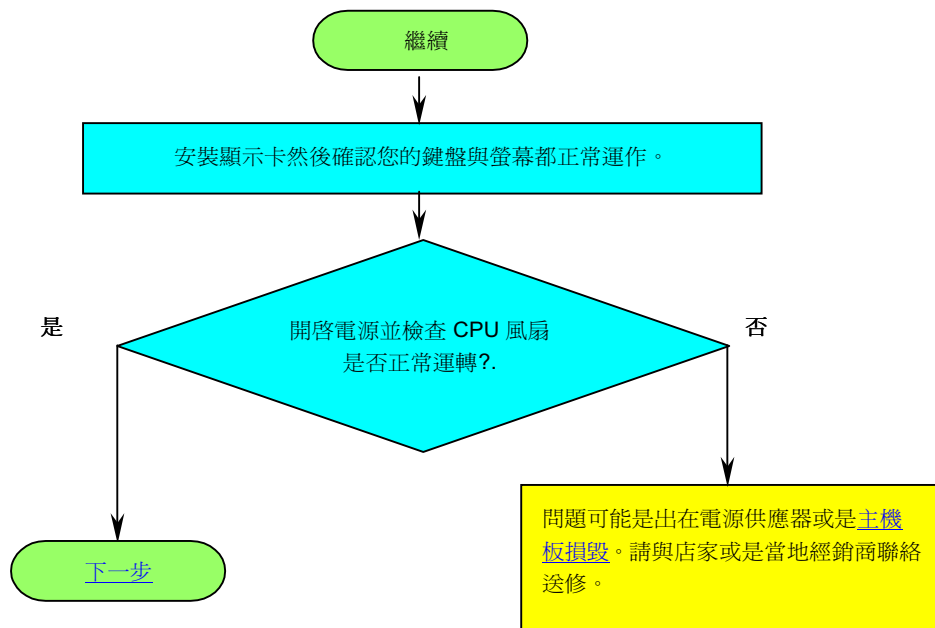 繼續
安裝顯示卡然後確認您的鍵盤與螢幕都正常運作。
是
否
開啓電源並檢查 CPU 風扇
是否正常運轉?.
問題可能是出在電源供應器或是主機
板損毀。請與店家或是當地經銷商聯絡
送修。
下一步